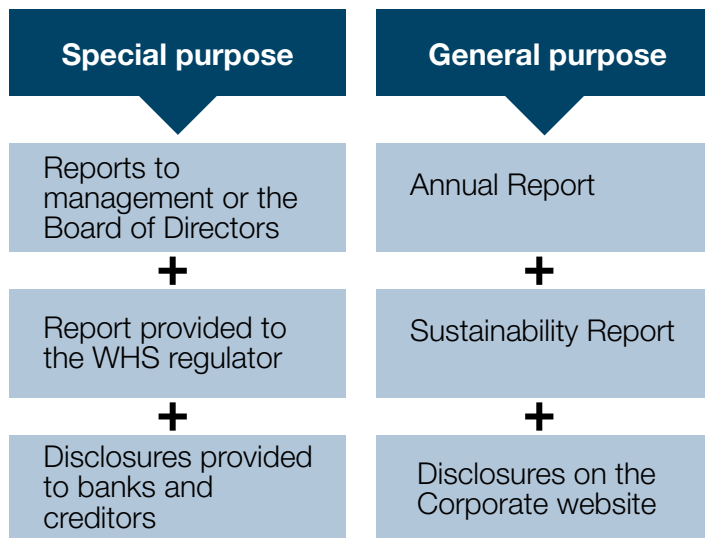 Special purpose
Reports to
management or the
Board of Directors
+
Report provided to
the WHS regulator
+
Disclosures provided
to banks and
creditors
General purpose
Annual Report
+
Sustainability Report
+
Disclosures on the
Corporate website